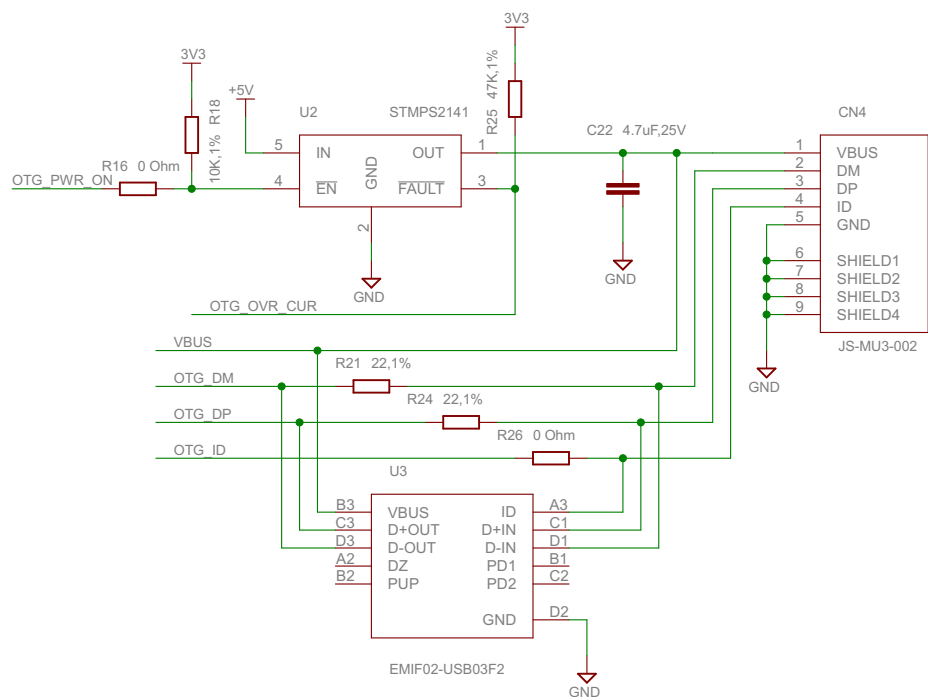 3V3
3V3
+5V
R18
10K,1%
U2
STMPS2141
R25 47K,1%
C22 4.7uF,25V
CN4
R16 0 Ohm
OTG_PWR_ON
5 IN
OUT 1
4 EN
FAULT 3
GND
2
GND
GND
1 VBUS
2 DM
3 DP
4 ID
5 GND
6 SHIELD1
7 SHIELD2
8 SHIELD3
9 SHIELD4
JS-MU3-002
GND
OTG_OVR_CUR
VBUS
OTG_DM
R21 22,1%
OTG_DP
R24 22,1%
OTG_ID
R26 0 Ohm
U3
B3 VBUS ID A3
C3 D+OUT D+IN C1
D3 D-OUT D-IN D1
A2 DZ PD1 B1
B2 PUP PD2 C2
GND D2
EMIF02-USB03F2
GND